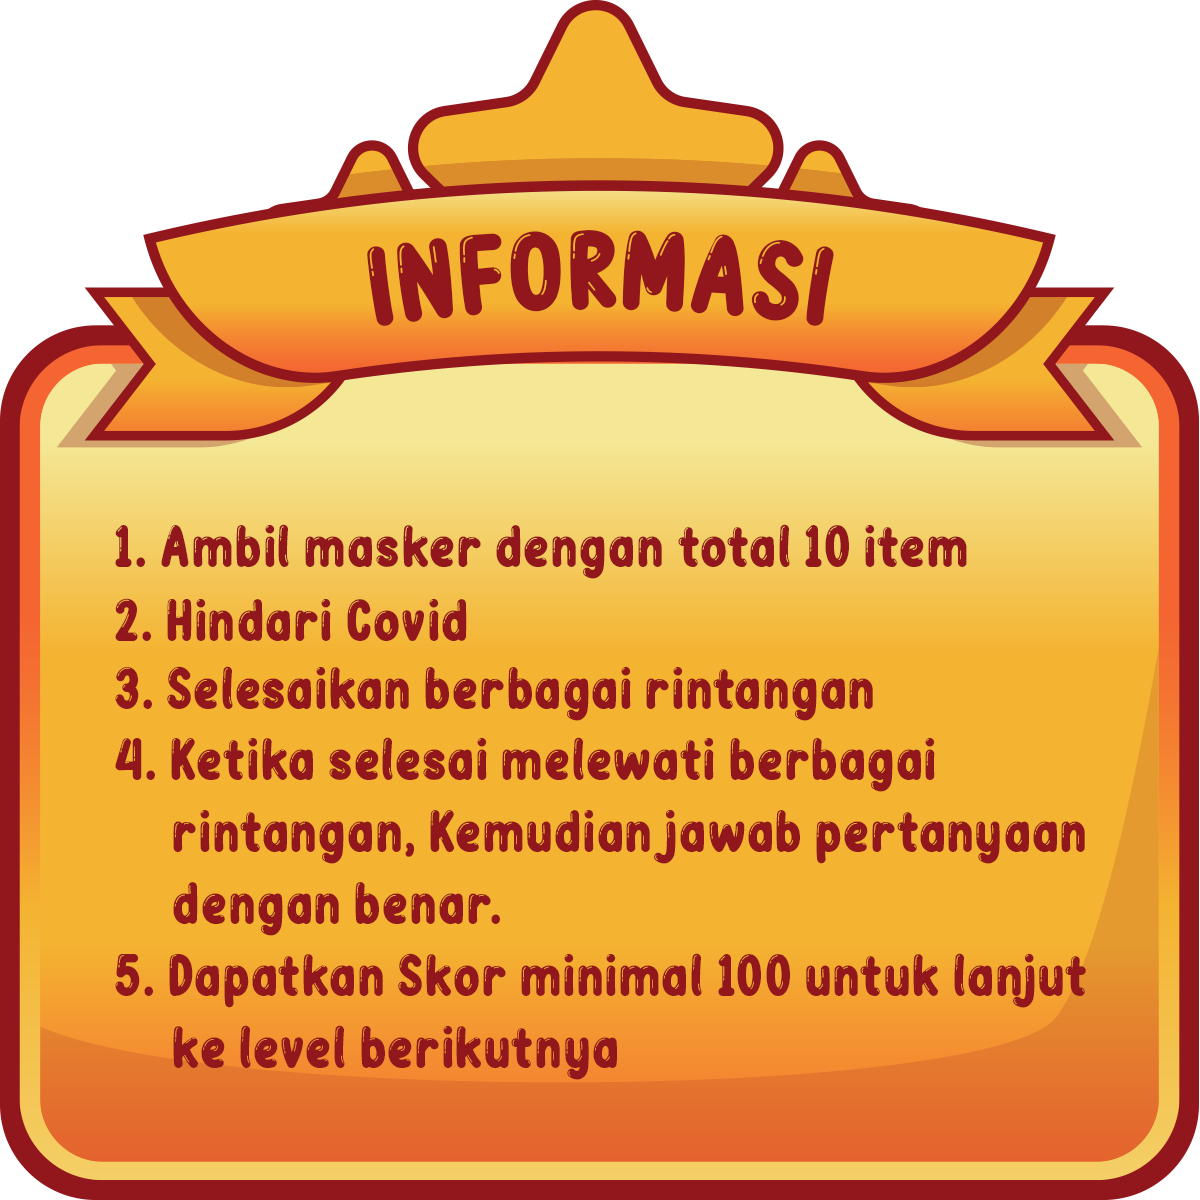 INFORMASI
1. Ambil masker dengan total 10 item
2. Hindari Covid
3. Selesaikan berbagai rintangan
4. Ketika selesai melewati berbagai
rintangan, Kemudian jawab pertanyaan
dengan benar.
5. Dapatkan Skor minimal 100 untuk lanjut
ke level berikutnya